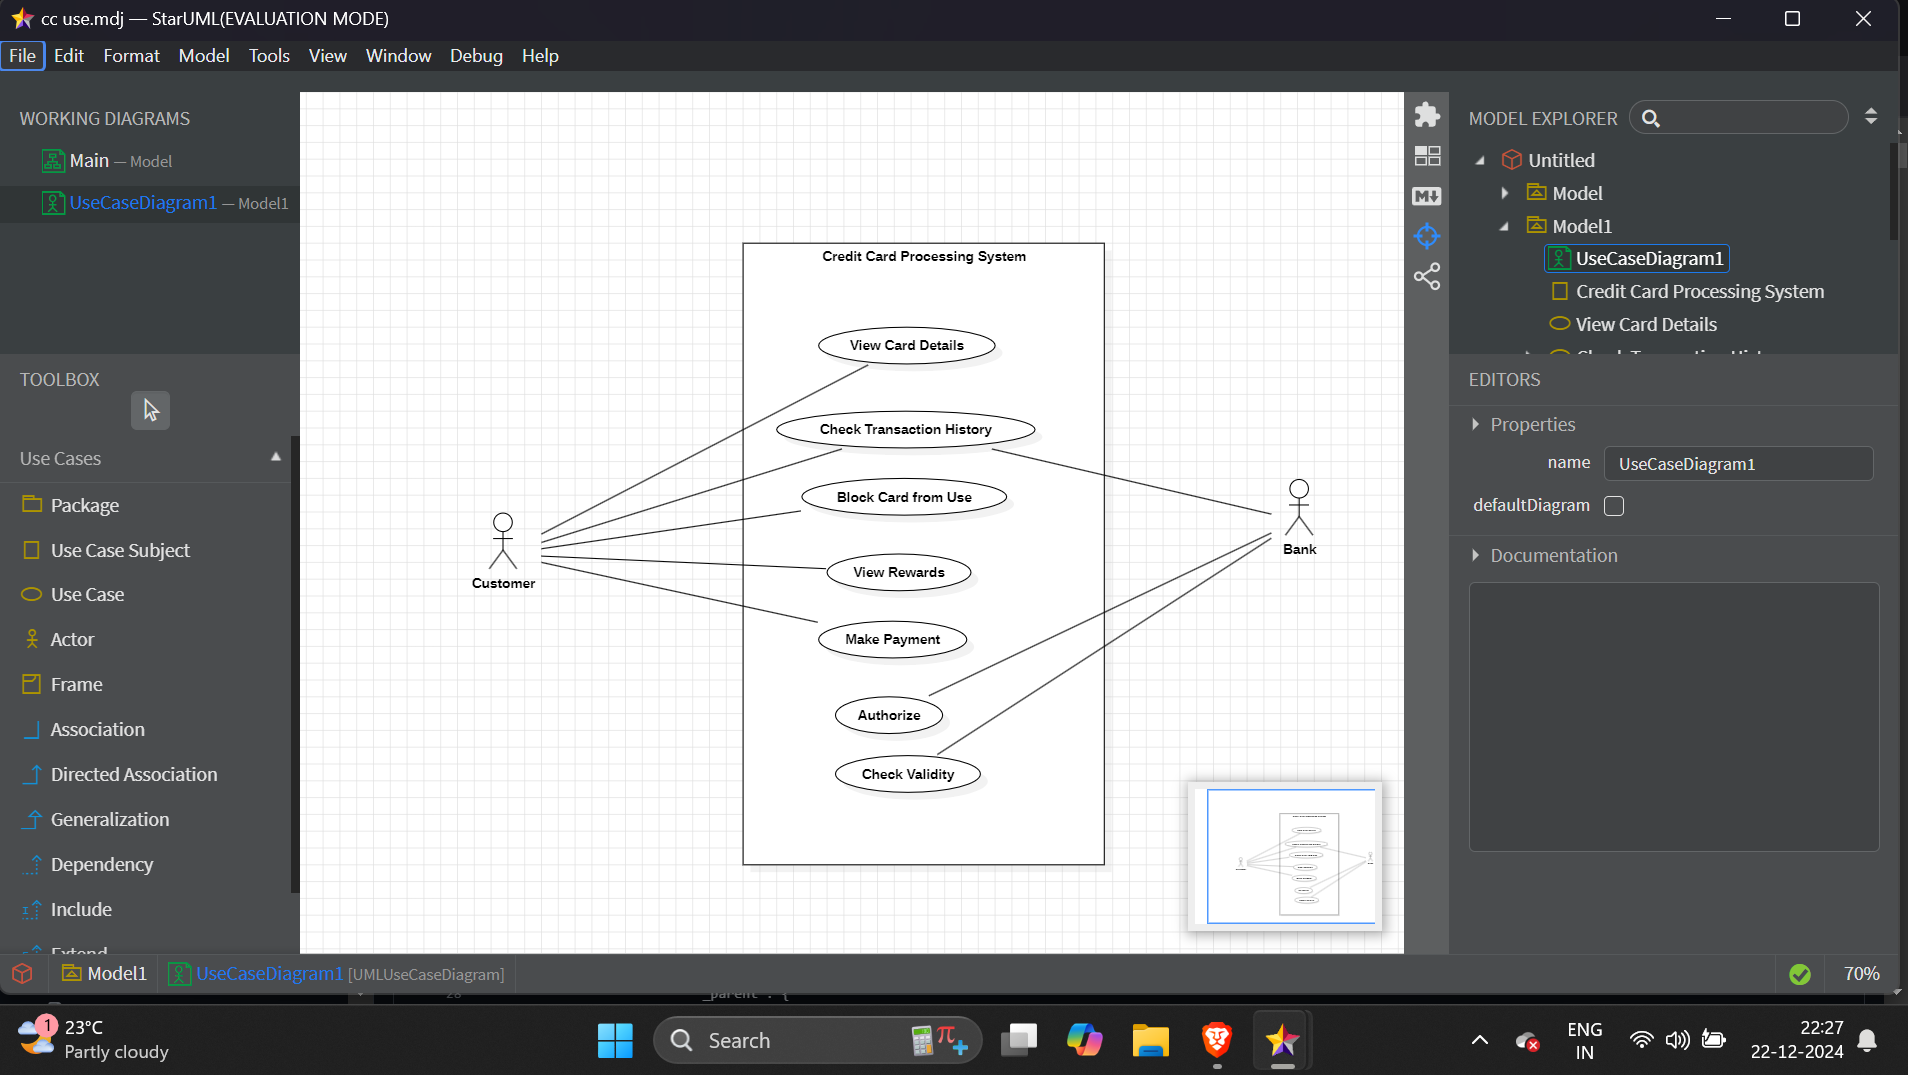 cc use.mdj — StarUML(EVALUATION MODE)
File Edit Format Model Tools View Window Debug Help
WORKING DIAGRAMS
Main — Model
UseCaseDiagram1 — Model1
TOOLBOX
Use Cases
Package
Use Case Subject
Use Case
Actor
Frame
Association
Directed Association
Generalization
Dependency
Include
Extend
Credit Card Processing System
View Card Details
Check Transaction History
Block Card from Use
View Rewards
Make Payment
Authorize
Check Validity
Customer
Bank
MODEL EXPLORER
Untitled
Model
Model1
UseCaseDiagram1
Credit Card Processing System
View Card Details
EDITORS
Properties
name UseCaseDiagram1
defaultDiagram
Documentation
Model1 UseCaseDiagram1 [UMLUseCaseDiagram]
70%
28 _parent : {
1
23°C
Partly cloudy
Search
ENG
IN
22:27
22-12-2024